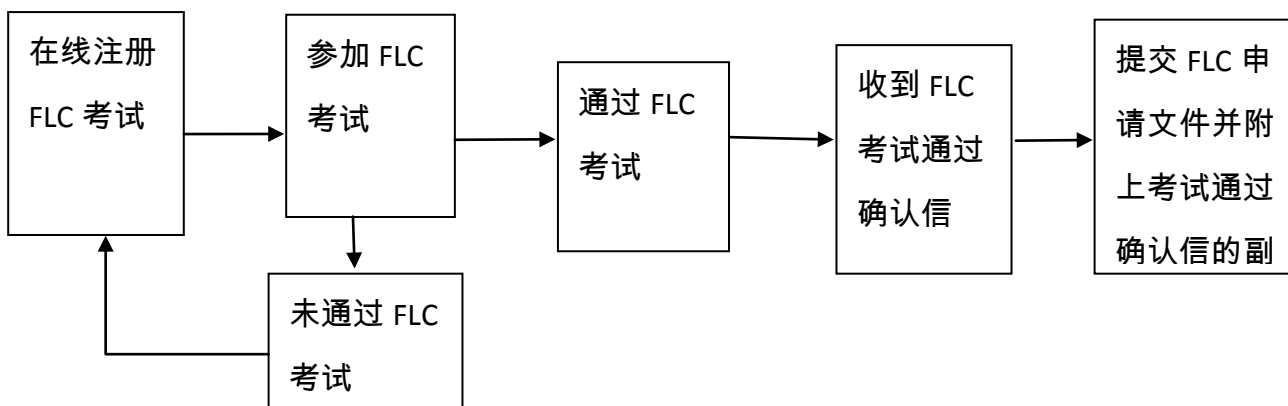 在线注册
FLC 考试
参加 FLC
考试
通过 FLC
考试
收到 FLC
考试通过
确认信
提交 FLC 申
请文件并附
上考试通过
确认信的副
未通过 FLC
考试